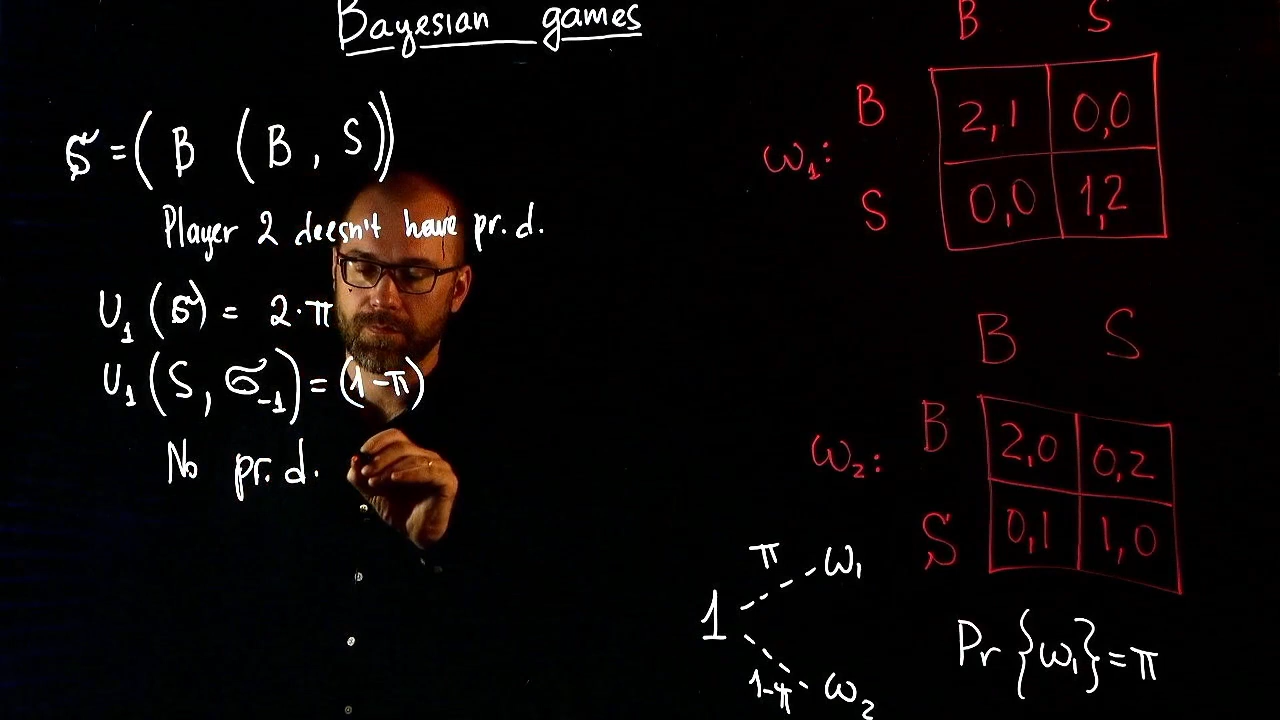 Bayesian games
σ = ( B ( B , S ))
Player 2 doesn't have pr. d.
U₁ (σ) = 2·π
U₁ ( S , σ₋₁ ) = (1-π)
No pr. d.
B S
ω₁:
B 2,1 0,0
S 0,0 1,2
B S
ω₂:
B 2,0 0,2
S 0,1 1,0
1
π ω₁
1-π ω₂
Pr {ω₁} = π